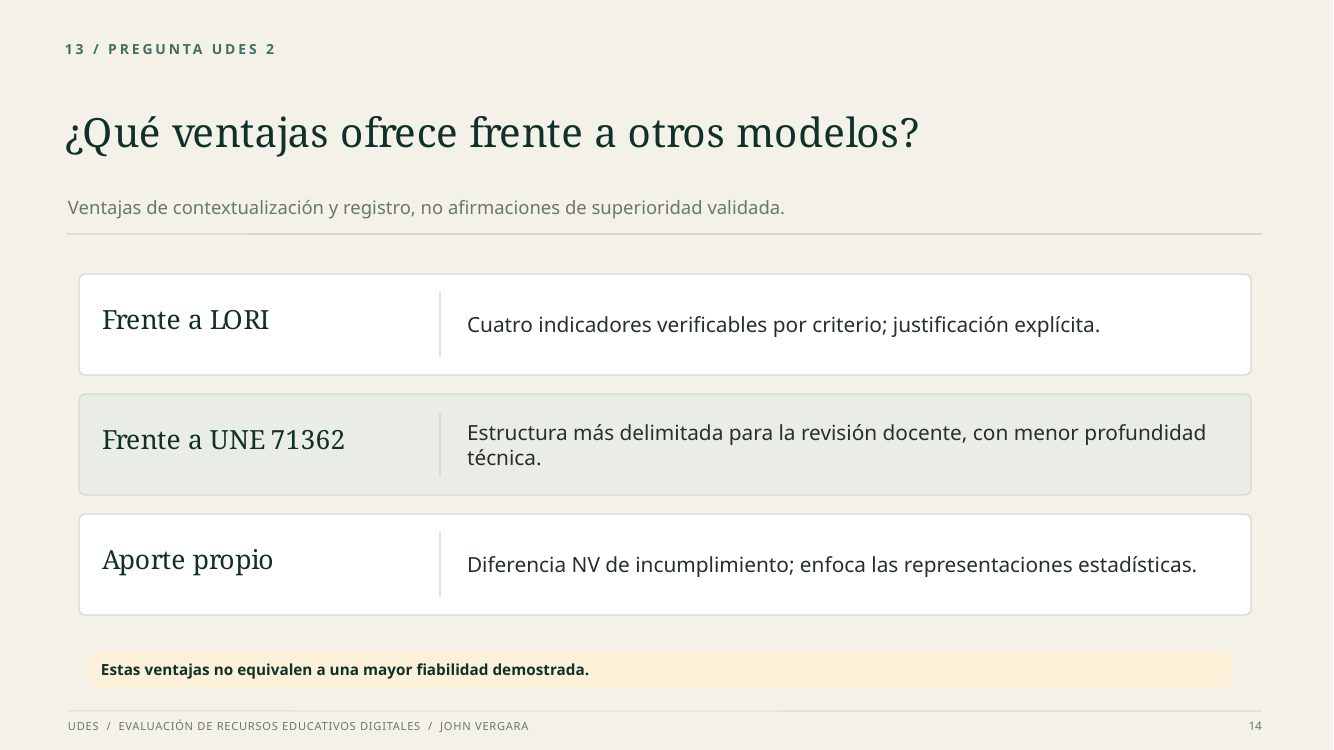 13 / PREGUNTA UDES 2
¿Qué ventajas ofrece frente a otros modelos?
Ventajas de contextualización y registro, no afirmaciones de superioridad validada.
Frente a LORI
Cuatro indicadores verificables por criterio; justificación explícita.
Frente a UNE 71362
Estructura más delimitada para la revisión docente, con menor profundidad
técnica.
Aporte propio
Diferencia NV de incumplimiento; enfoca las representaciones estadísticas.
Estas ventajas no equivalen a una mayor fiabilidad demostrada.
UDES / EVALUACIÓN DE RECURSOS EDUCATIVOS DIGITALES / JOHN VERGARA
14